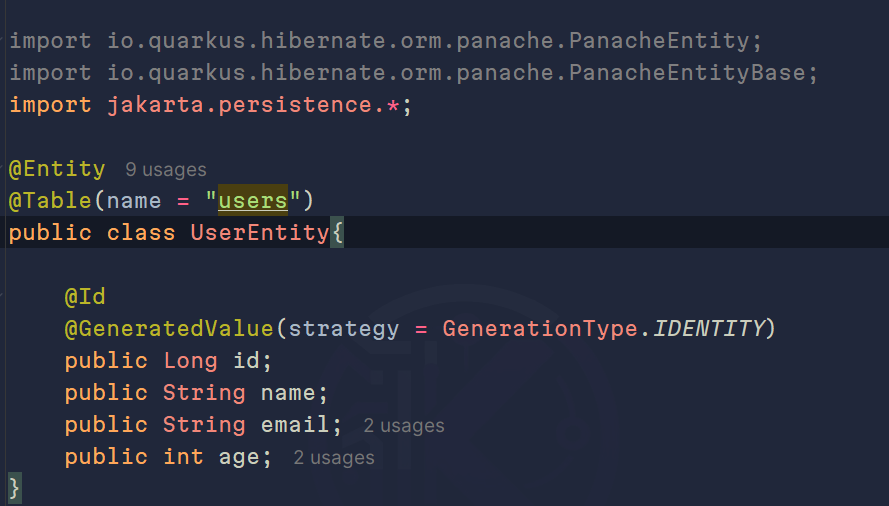 import io.quarkus.hibernate.orm.panache.PanacheEntity;
import io.quarkus.hibernate.orm.panache.PanacheEntityBase;
import jakarta.persistence.*;
@Entity 9 usages
@Table(name = "users")
public class UserEntity{
@Id
@GeneratedValue(strategy = GenerationType.IDENTITY)
public Long id;
public String name;
public String email; 2 usages
public int age; 2 usages
}